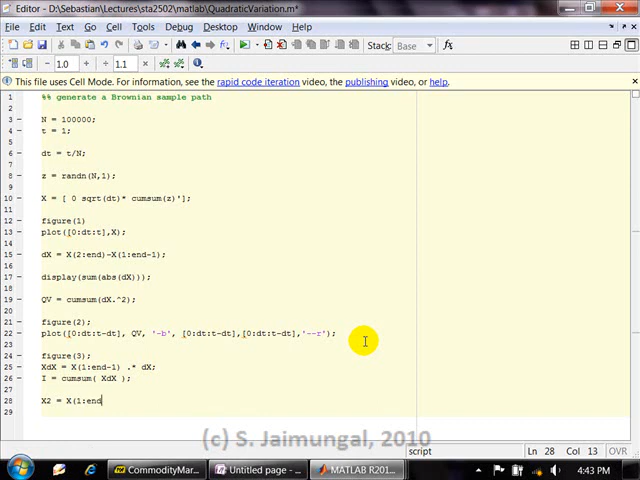 Editor - D:\Sebastian\Lectures\sta2502\matlab\QuadraticVariation.m*
File Edit Text Go Cell Tools Debug Desktop Window Help
Stack: Base fx
1.0 + ÷ 1.1 ×
This file uses Cell Mode. For information, see the rapid code iteration video, the publishing video, or help.
1 %% generate a Brownian sample path
2
3 N = 100000;
4 t = 1;
5
6 dt = t/N;
7
8 z = randn(N,1);
9
10 X = [ 0 sqrt(dt)* cumsum(z)'];
11
12 figure(1)
13 plot([0:dt:t],X);
14
15 dX = X(2:end)-X(1:end-1);
16
17 display(sum(abs(dX)));
18
19 QV = cumsum(dX.^2);
20
21 figure(2);
22 plot([0:dt:t-dt], QV, '-b', [0:dt:t-dt],[0:dt:t-dt],'--r');
23
24 figure(3);
25 XdX = X(1:end-1) .* dX;
26 I = cumsum( XdX );
27
28 X2 = X(1:end
29
(c) S. Jaimungal, 2010
script Ln 28 Col 13 OVR
CommodityMar... Untitled page - ... MATLAB R201... 4:43 PM